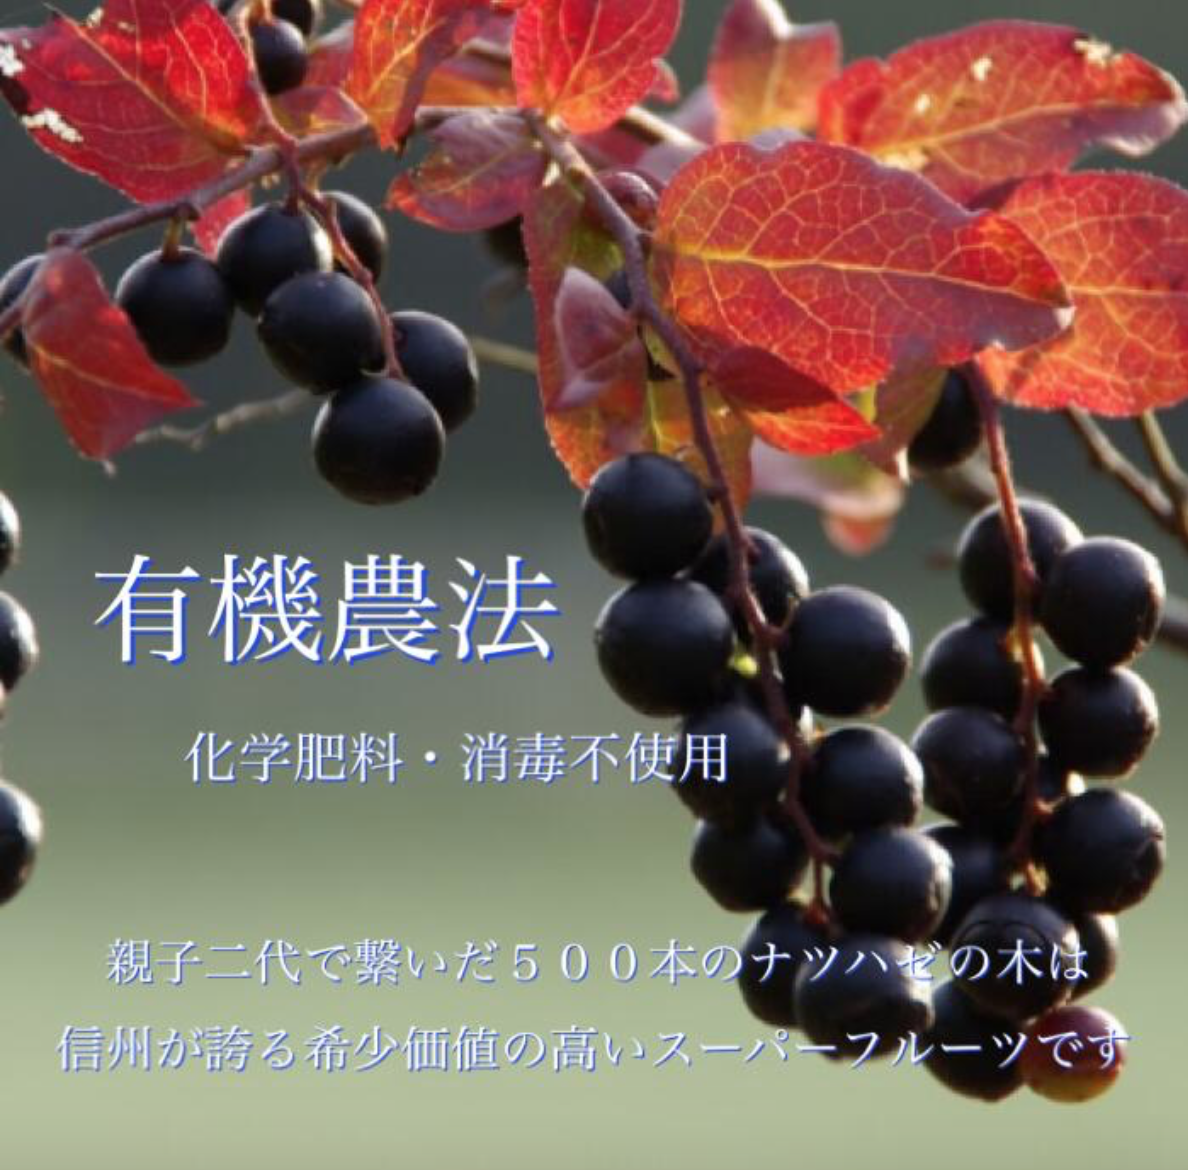 有機農法
化学肥料・消毒不使用
親子二代で繋いだ５００本のナツハゼの木は
信州が誇る希少価値の高いスーパーフルーツです